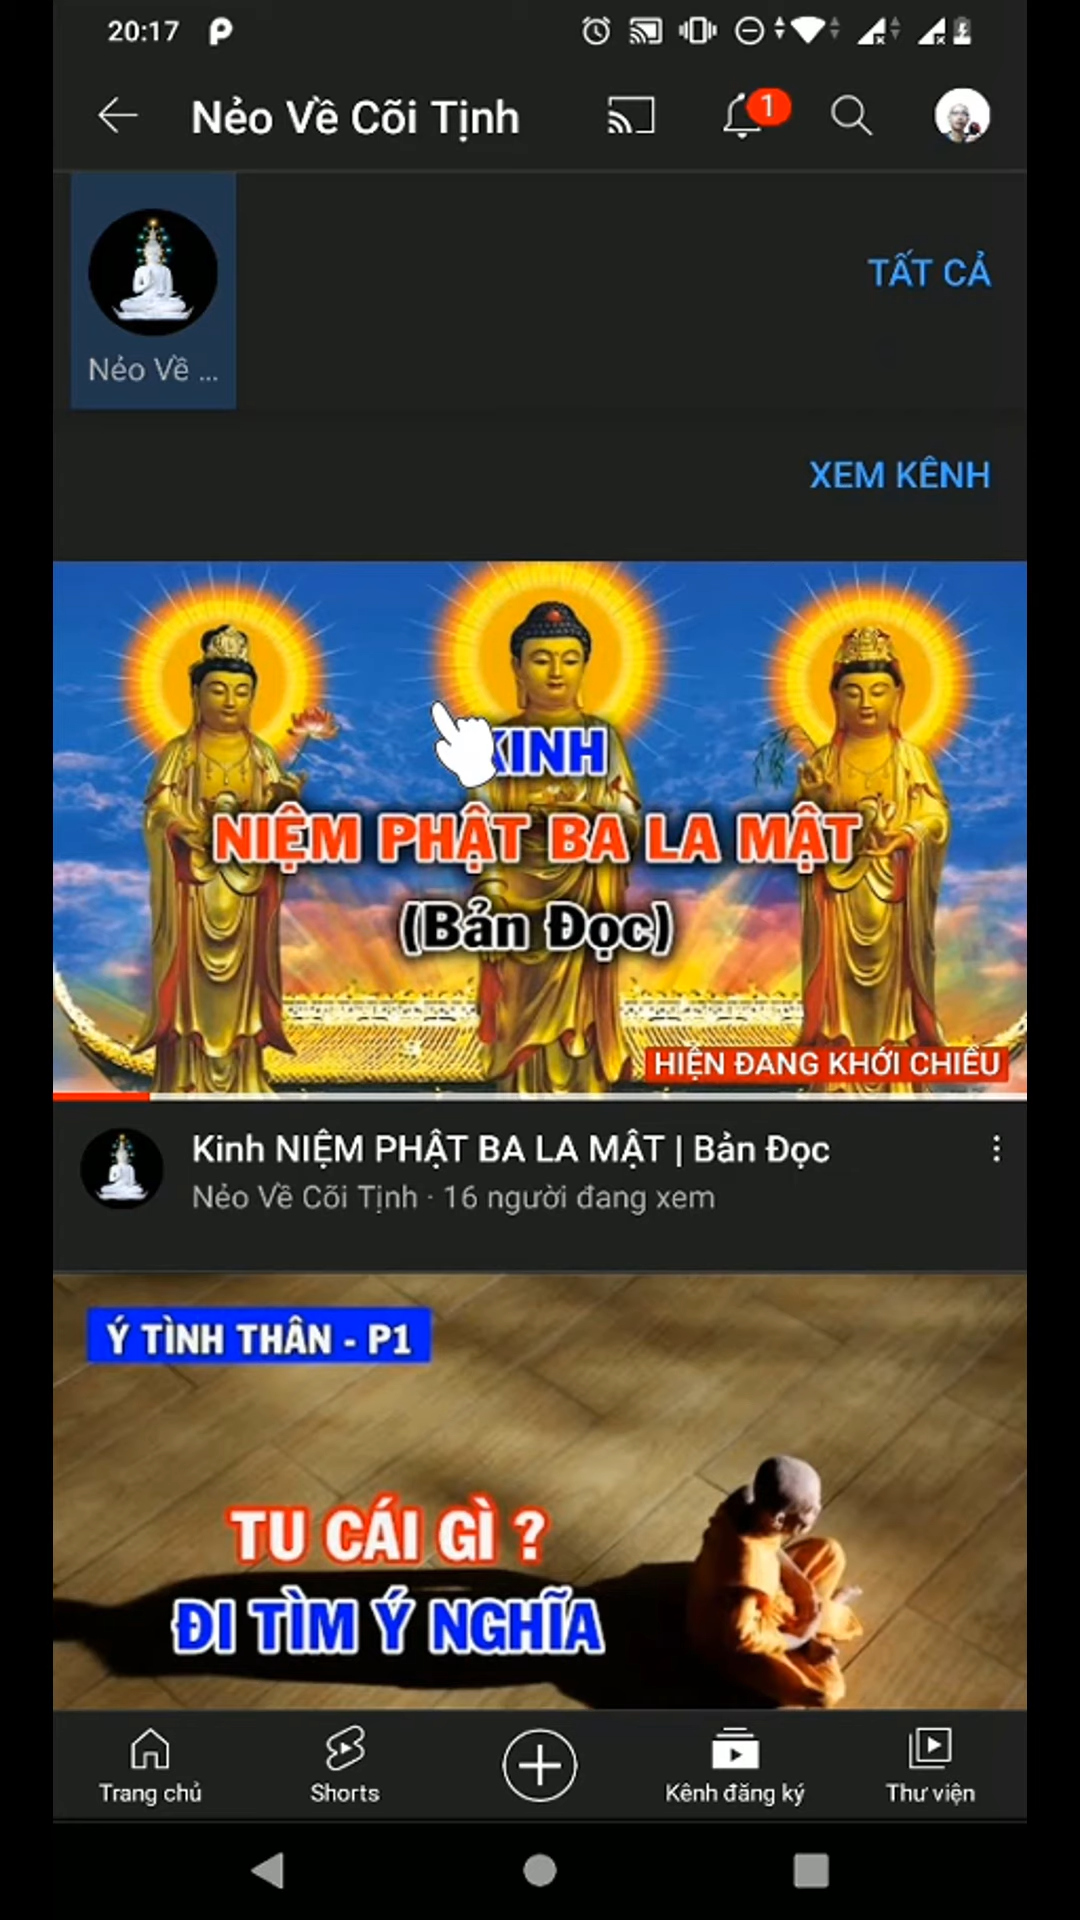 20:17
Nẻo Về Cõi Tịnh
1
TẤT CẢ
Nẻo Về ...
XEM KÊNH
KINH
NIỆM PHẬT BA LA MẬT
(Bản Đọc)
HIỆN ĐANG KHỞI CHIẾU
Kinh NIỆM PHẬT BA LA MẬT | Bản Đọc
Nẻo Về Cõi Tịnh · 16 người đang xem
Ý TÌNH THÂN - P1
TU CÁI GÌ ?
ĐI TÌM Ý NGHĨA
Trang chủ
Shorts
Kênh đăng ký
Thư viện